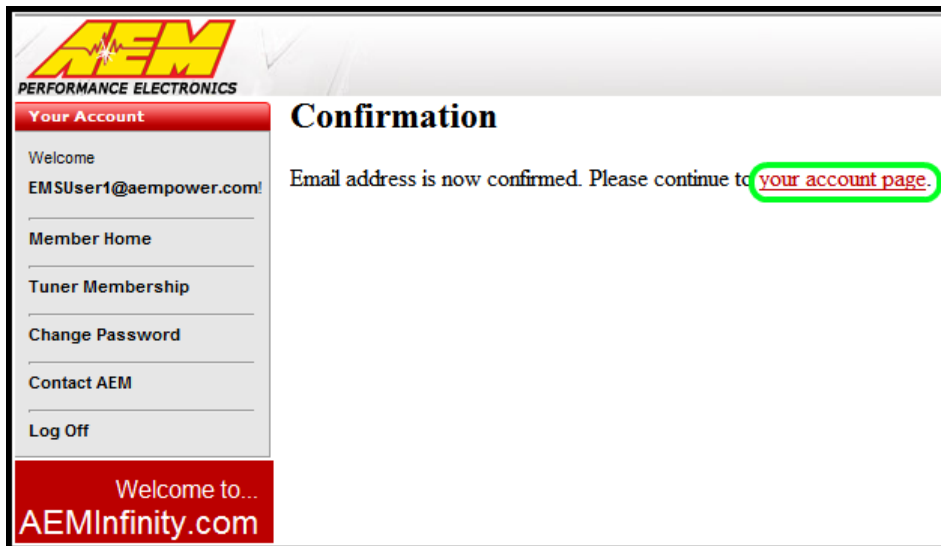 AEM
PERFORMANCE ELECTRONICS
Your Account
Welcome
EMSUser1@aempower.com!
Member Home
Tuner Membership
Change Password
Contact AEM
Log Off
Welcome to...
AEMInfinity.com
Confirmation
Email address is now confirmed. Please continue to your account page.